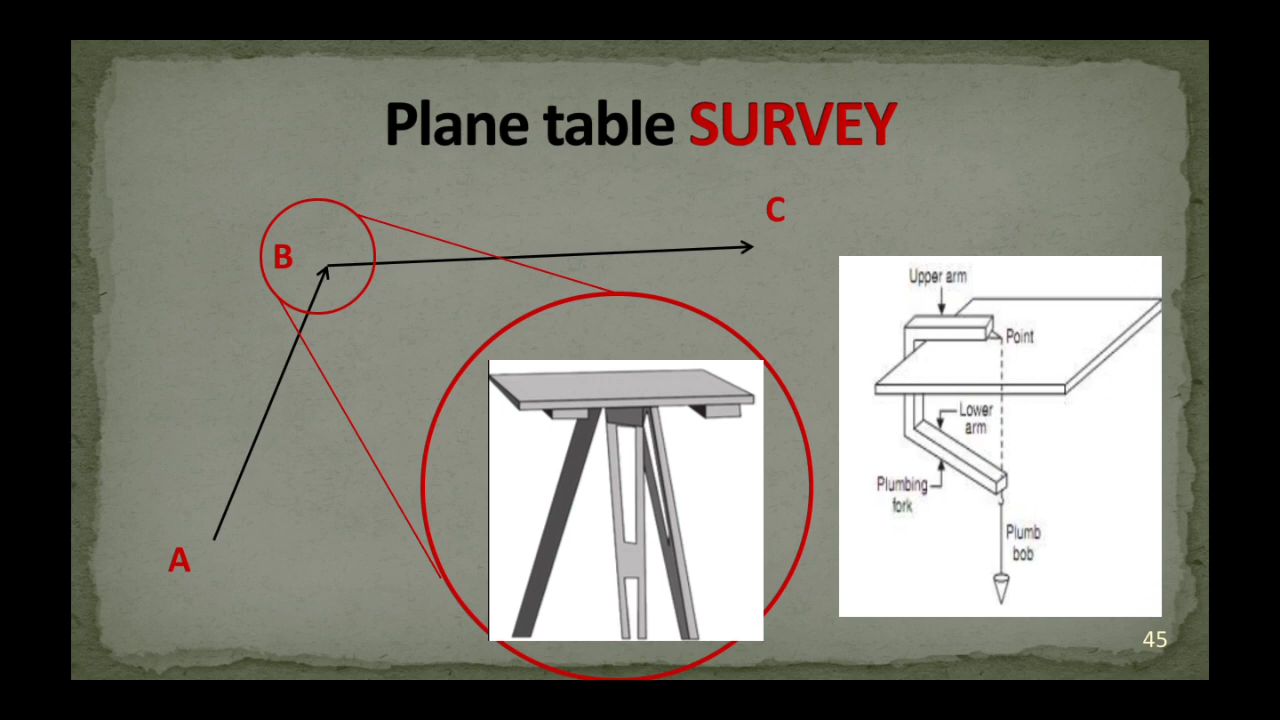 Plane table SURVEY
C
B
A
Upper arm
Point
Lower
arm
Plumbing
fork
Plumb
bob
45